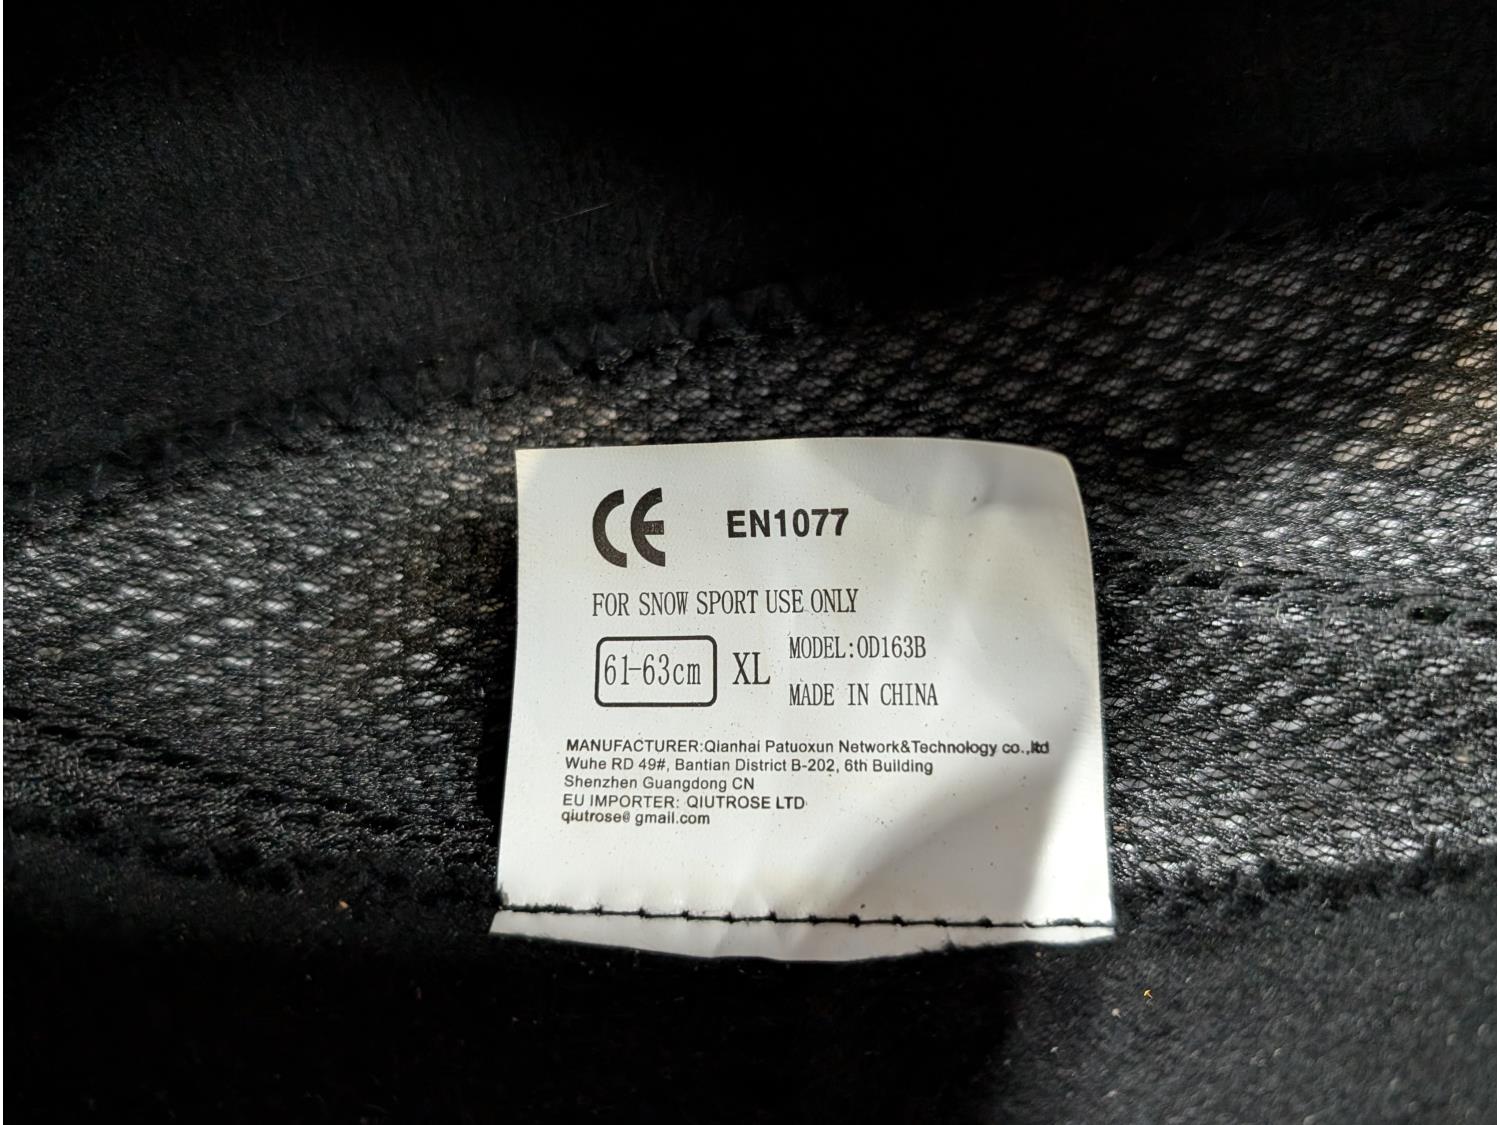 CE EN1077
FOR SNOW SPORT USE ONLY
61-63cm XL MODEL:OD163B
MADE IN CHINA
MANUFACTURER:Qianhai Patuoxun Network&Technology co.,ltd
Wuhe RD 49#, Bantian District B-202, 6th Building
Shenzhen Guangdong CN
EU IMPORTER: QIUTROSE LTD
qiutrose@ gmail.com